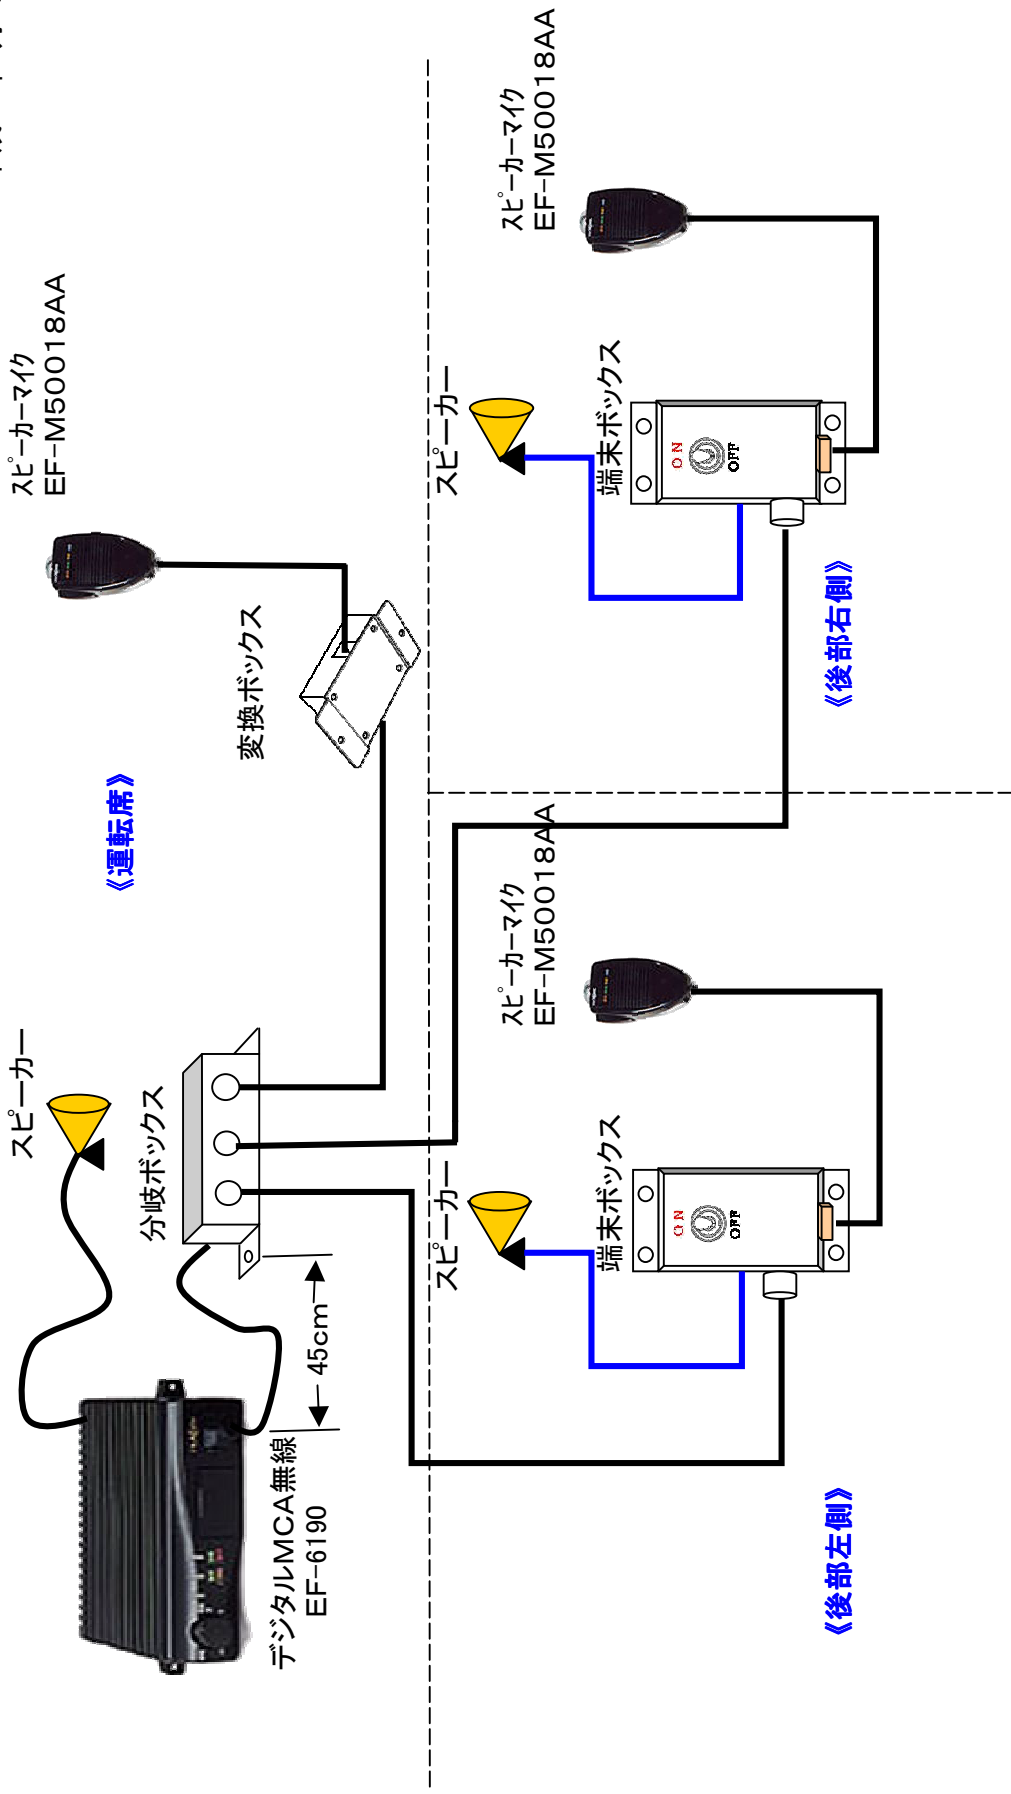 スピーカー
スピーカーマイク
EF-M50018AA
分岐ボックス
《運転席》
変換ボックス
デジタルMCA無線
EF-6190
45cm
スピーカー
スピーカーマイク
EF-M50018AA
端末ボックス
ON
OFF
《後部左側》
スピーカー
スピーカーマイク
EF-M50018AA
端末ボックス
ON
OFF
《後部右側》